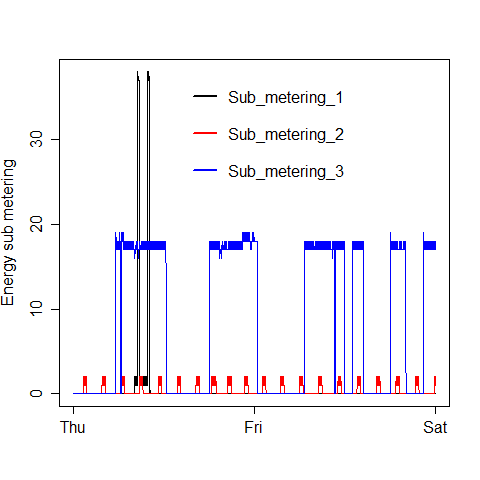 Sub_metering_1
Sub_metering_2
Sub_metering_3
Energy sub metering
30
20
10
0
Thu Fri Sat